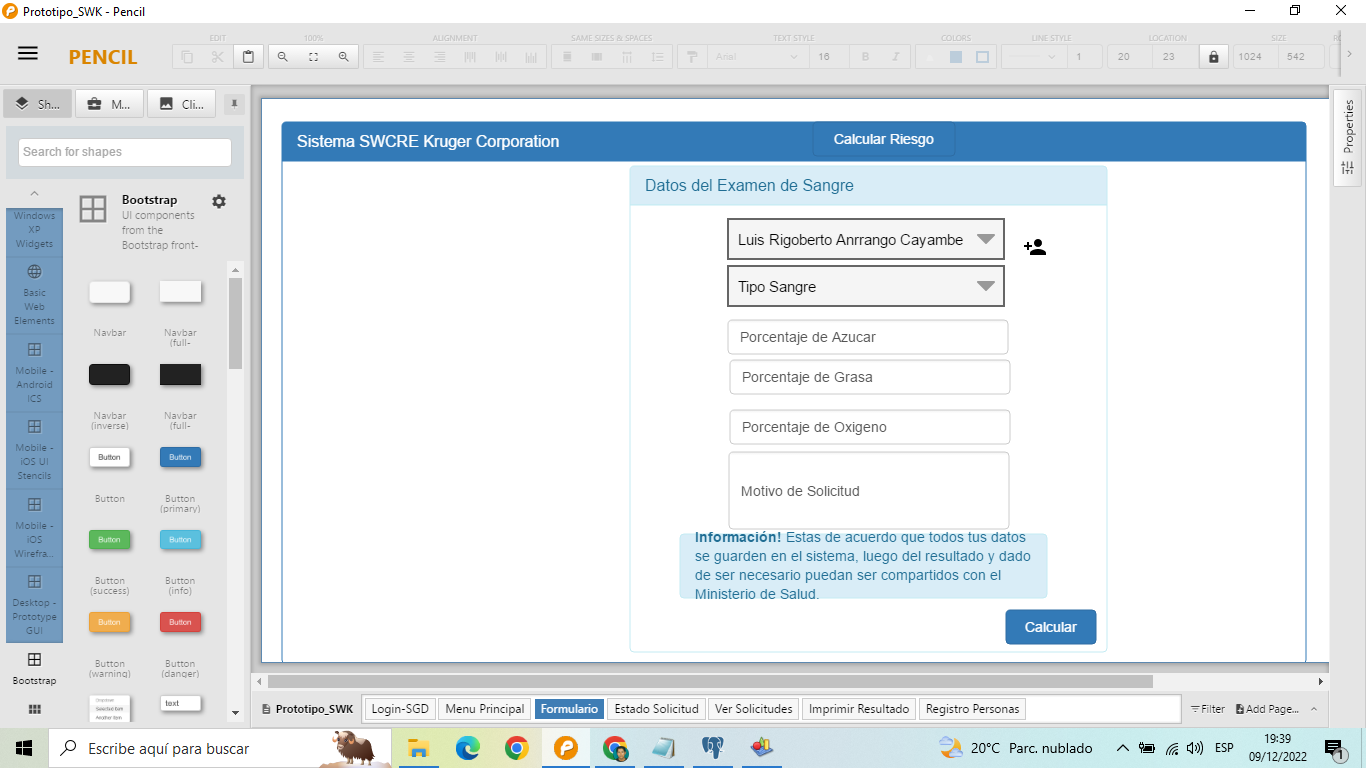 Prototipo_SWK - Pencil
PENCIL
EDIT
100%
ALIGNMENT
SAME SIZES & SPACES
TEXT STYLE
Arial
16
B
I
COLORS
LINE STYLE
1
LOCATION
20
23
SIZE
1024
542
Sh...
M...
Cli...
Search for shapes
Windows
XP
Widgets
Basic
Web
Elements
Mobile -
Android
ICS
Mobile -
iOS UI
Stencils
Mobile -
iOS
Wirefra...
Desktop -
Prototype
GUI
Bootstrap
Bootstrap
UI components
from the
Bootstrap front-
Navbar
Navbar
(full-
Navbar
(inverse)
Navbar
(full-
Button
Button
Button
Button
(primary)
Button
Button
Button
(success)
Button
(info)
Button
Button
Button
(warning)
Button
(danger)
Dropdown
Selected item
Another item
text
Sistema SWCRE Kruger Corporation
Calcular Riesgo
Datos del Examen de Sangre
Luis Rigoberto Anrrango Cayambe
Tipo Sangre
Porcentaje de Azucar
Porcentaje de Grasa
Porcentaje de Oxigeno
Motivo de Solicitud
Información! Estas de acuerdo que todos tus datos
se guarden en el sistema, luego del resultado y dado
de ser necesario puedan ser compartidos con el
Ministerio de Salud.
Calcular
Properties
Prototipo_SWK
Login-SGD
Menu Principal
Formulario
Estado Solicitud
Ver Solicitudes
Imprimir Resultado
Registro Personas
Filter
Add Page...
Escribe aquí para buscar
20°C Parc. nublado
ESP
19:39
09/12/2022
1